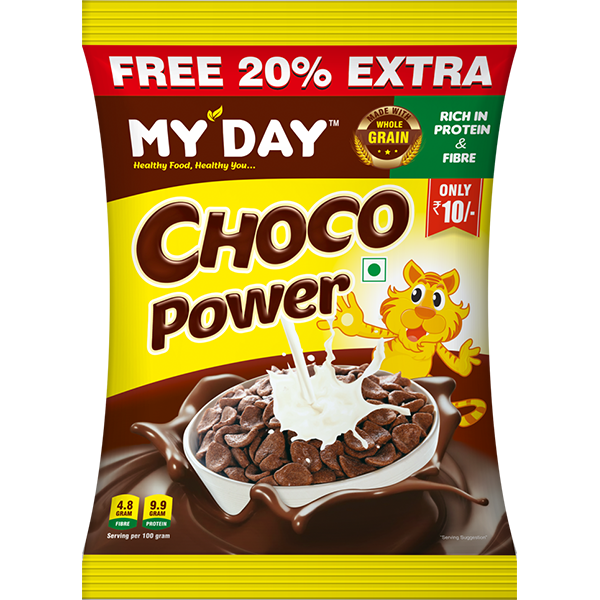 FREE 20% EXTRA
MY DAY™
Healthy Food, Healthy You...
MADE WITH
WHOLE
GRAIN
RICH IN
PROTEIN
&
FIBRE
ONLY
₹10/-
CHOCO
POWER
4.8
GRAM
FIBRE
9.9
GRAM
PROTEIN
Serving per 100 gram
"Serving Suggestion"